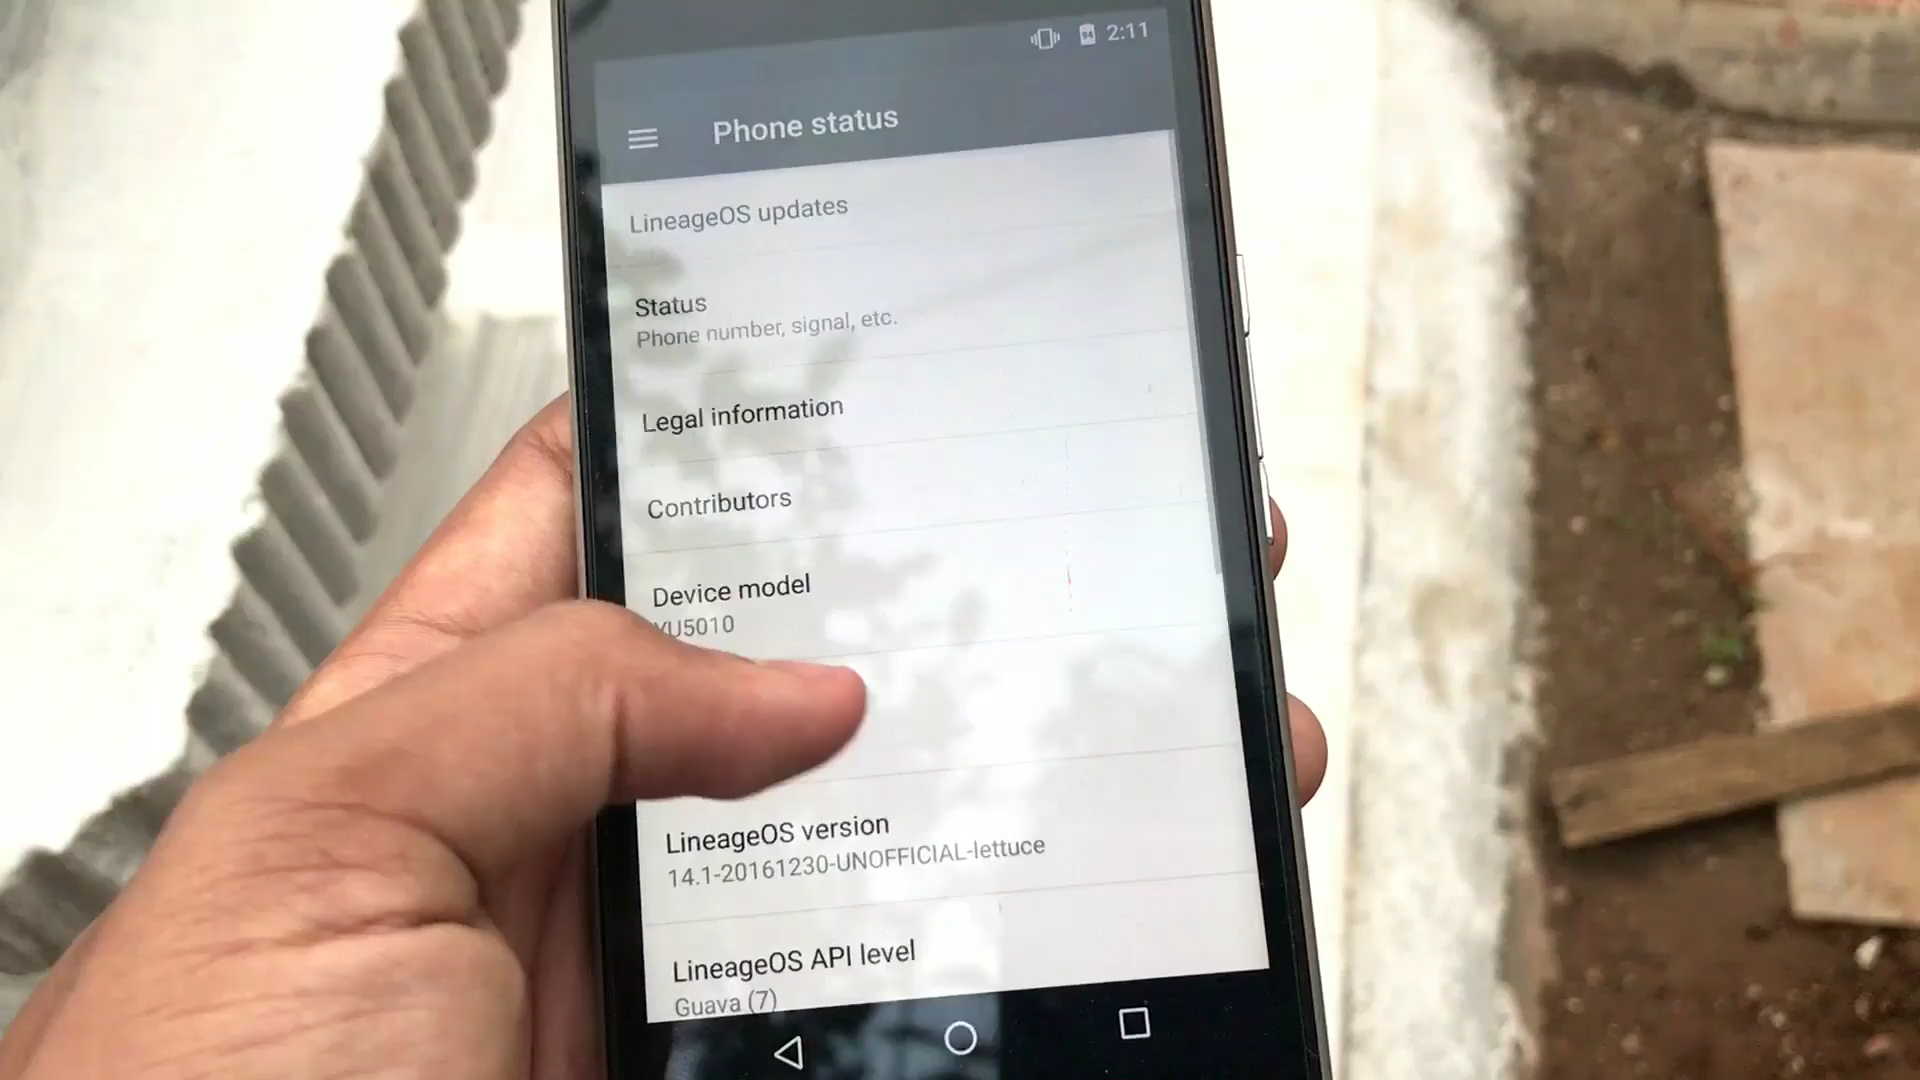 2:11
Phone status
LineageOS updates
Status
Phone number, signal, etc.
Legal information
Contributors
Device model
YU5010
LineageOS version
14.1-20161230-UNOFFICIAL-lettuce
LineageOS API level
Guava (7)